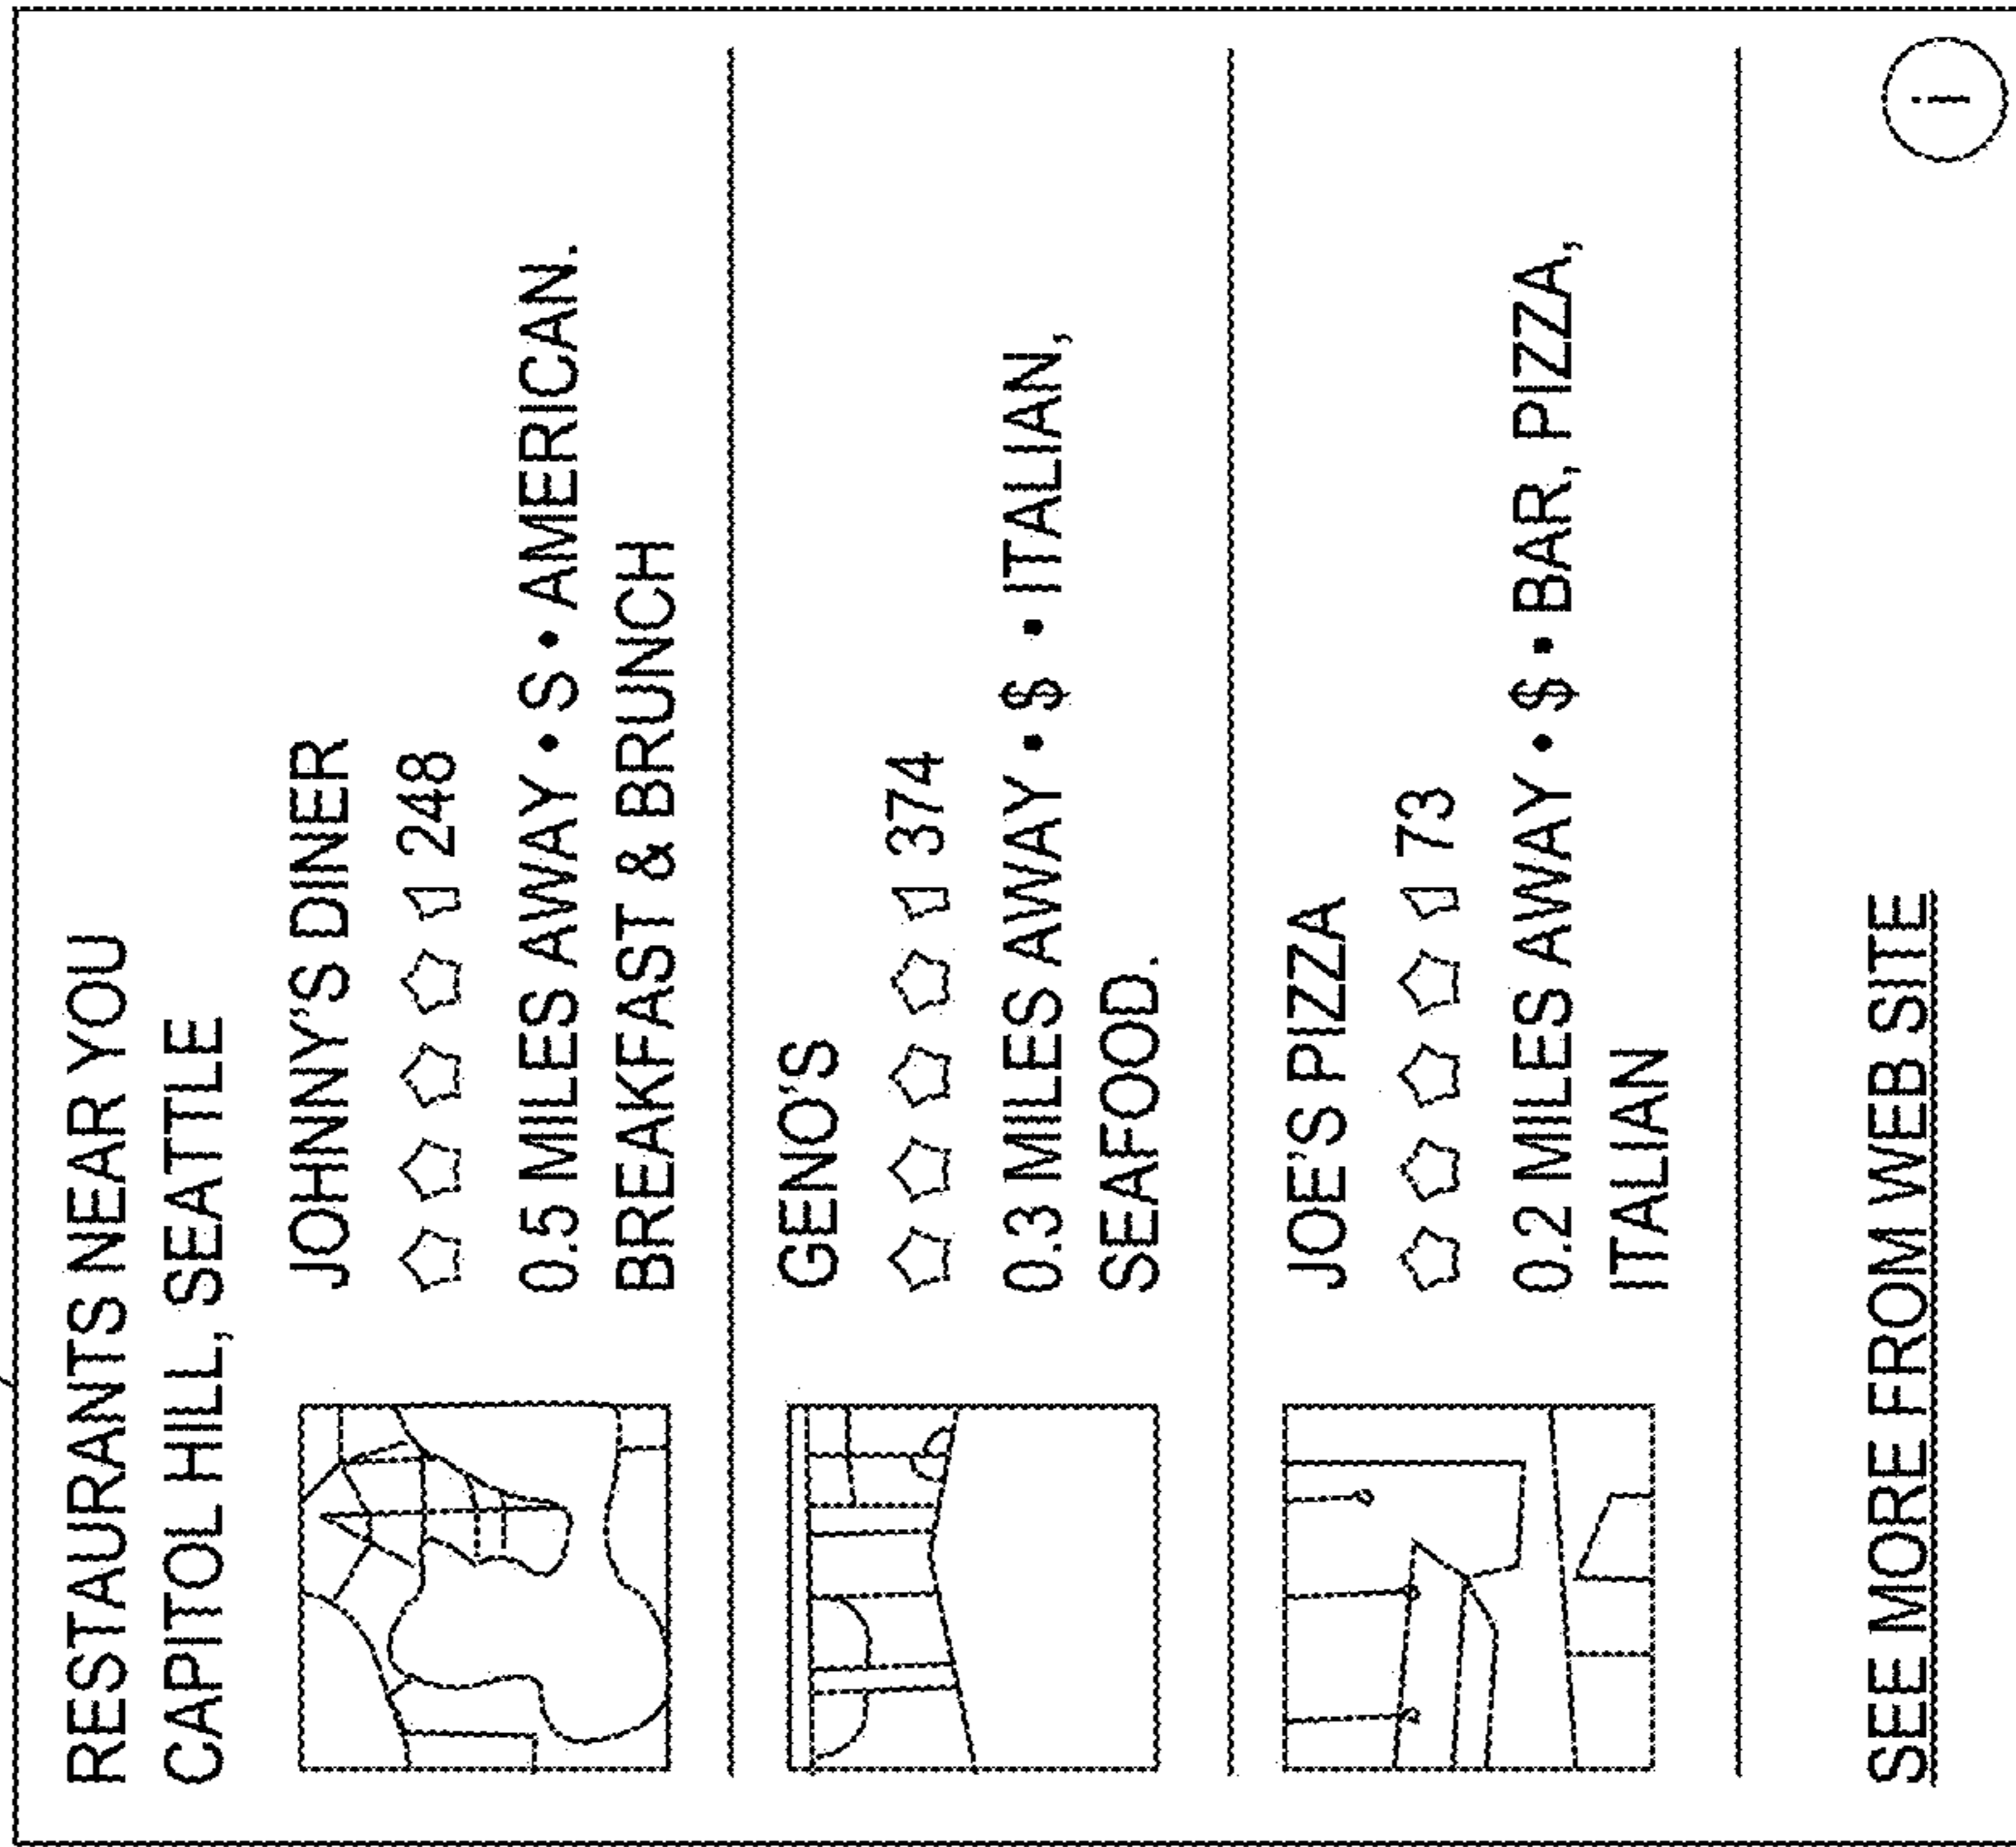 RESTAURANTS NEAR YOU
CAPITOL HILL, SEATTLE
JOHNNY'S DINER
248
0.5 MILES AWAY • S • AMERICAN.
BREAKFAST & BRUNCH
GENO'S
374
0.3 MILES AWAY • $ • ITALIAN,
SEAFOOD.
JOE'S PIZZA
73
0.2 MILES AWAY • $ • BAR, PIZZA,
ITALIAN
SEE MORE FROM WEB SITE
i